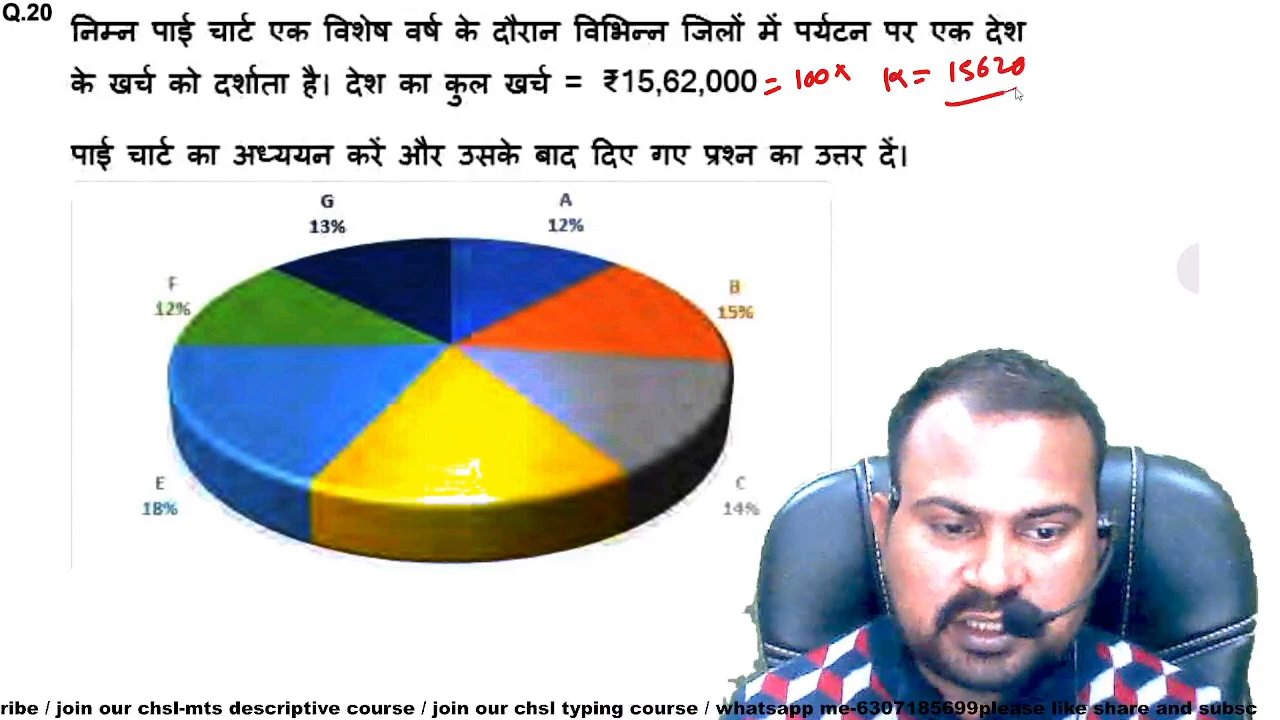 Q.20
निम्न पाई चार्ट एक विशेष वर्ष के दौरान विभिन्न जिलों में पर्यटन पर एक देश
के खर्च को दर्शाता है। देश का कुल खर्च = ₹15,62,000 = 100% 1% = 15620
पाई चार्ट का अध्ययन करें और उसके बाद दिए गए प्रश्न का उत्तर दें।
G
13%
A
12%
F
12%
B
15%
E
18%
C
14%
ribe / join our chsl-mts descriptive course / join our chsl typing course / whatsapp me-6307185699please like share and subsc